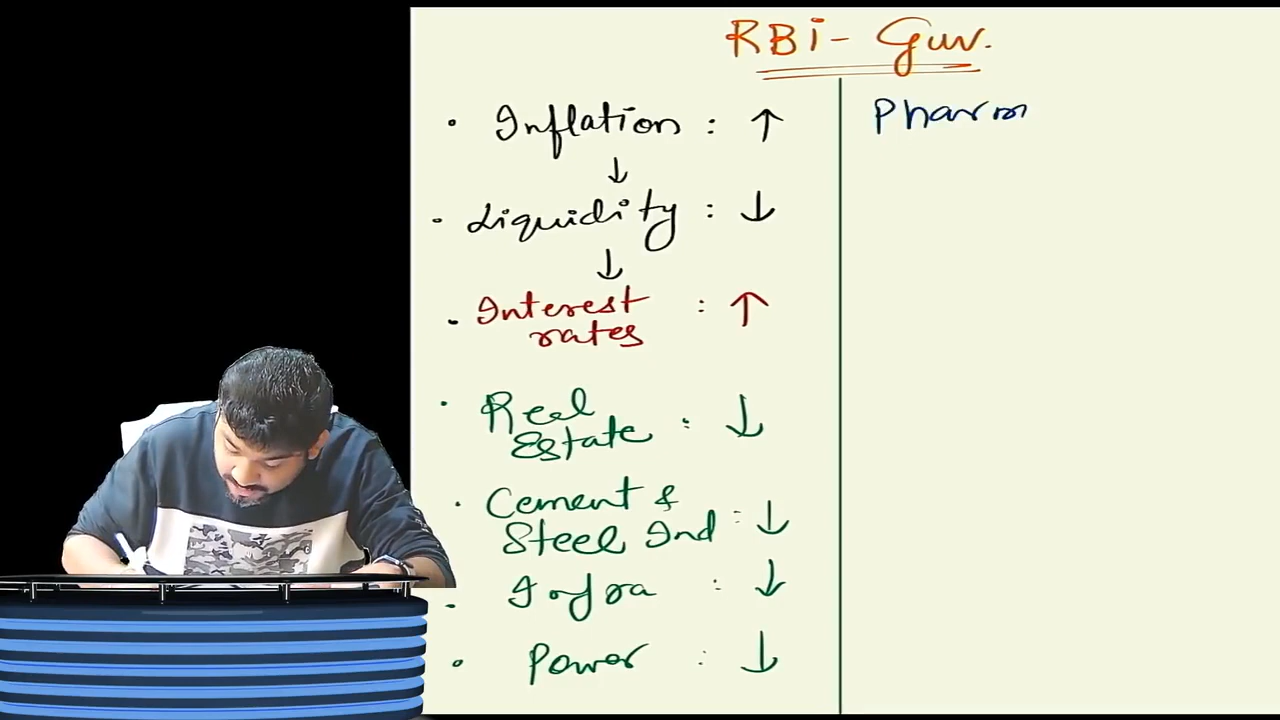 RBi - Guv.
• Inflation : ↑
↓
• Liquidity : ↓
↓
• Interest rates : ↑
• Real Estate : ↓
• Cement & Steel Ind : ↓
• Infra : ↓
• Power : ↓
Pharm